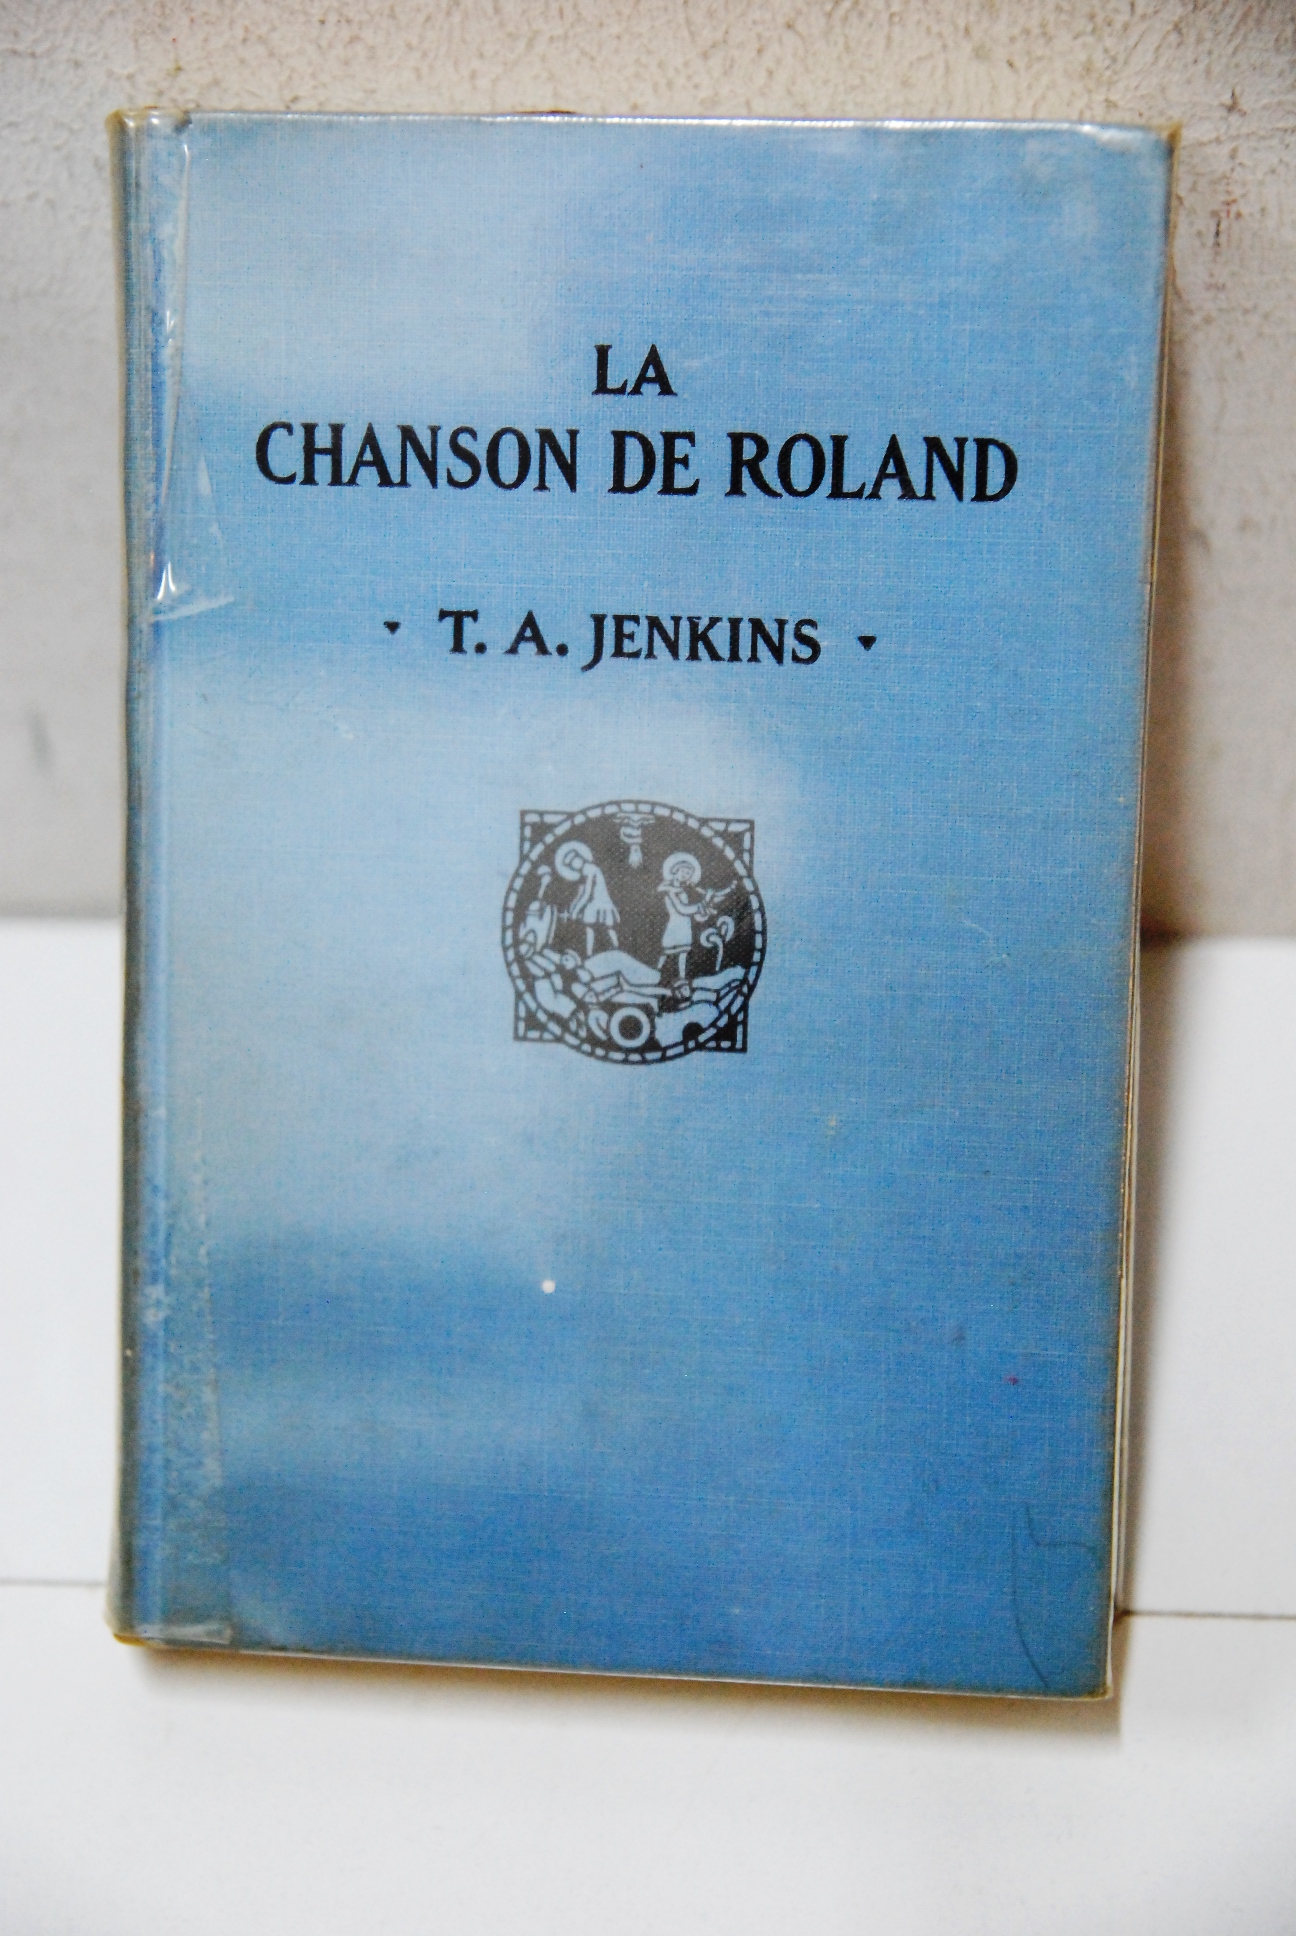 LA
CHANSON DE ROLAND
T. A. JENKINS